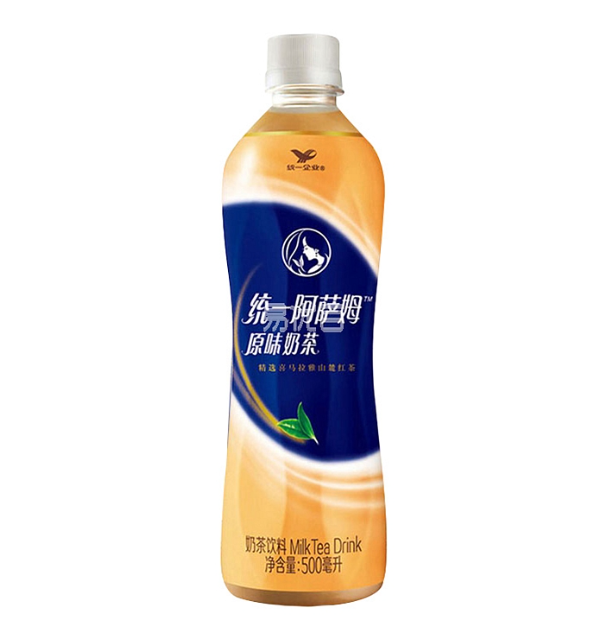 统一企业®
统一阿萨姆™
原味奶茶
精选喜马拉雅山麓红茶
奶茶饮料 Milk Tea Drink
净含量:500毫升